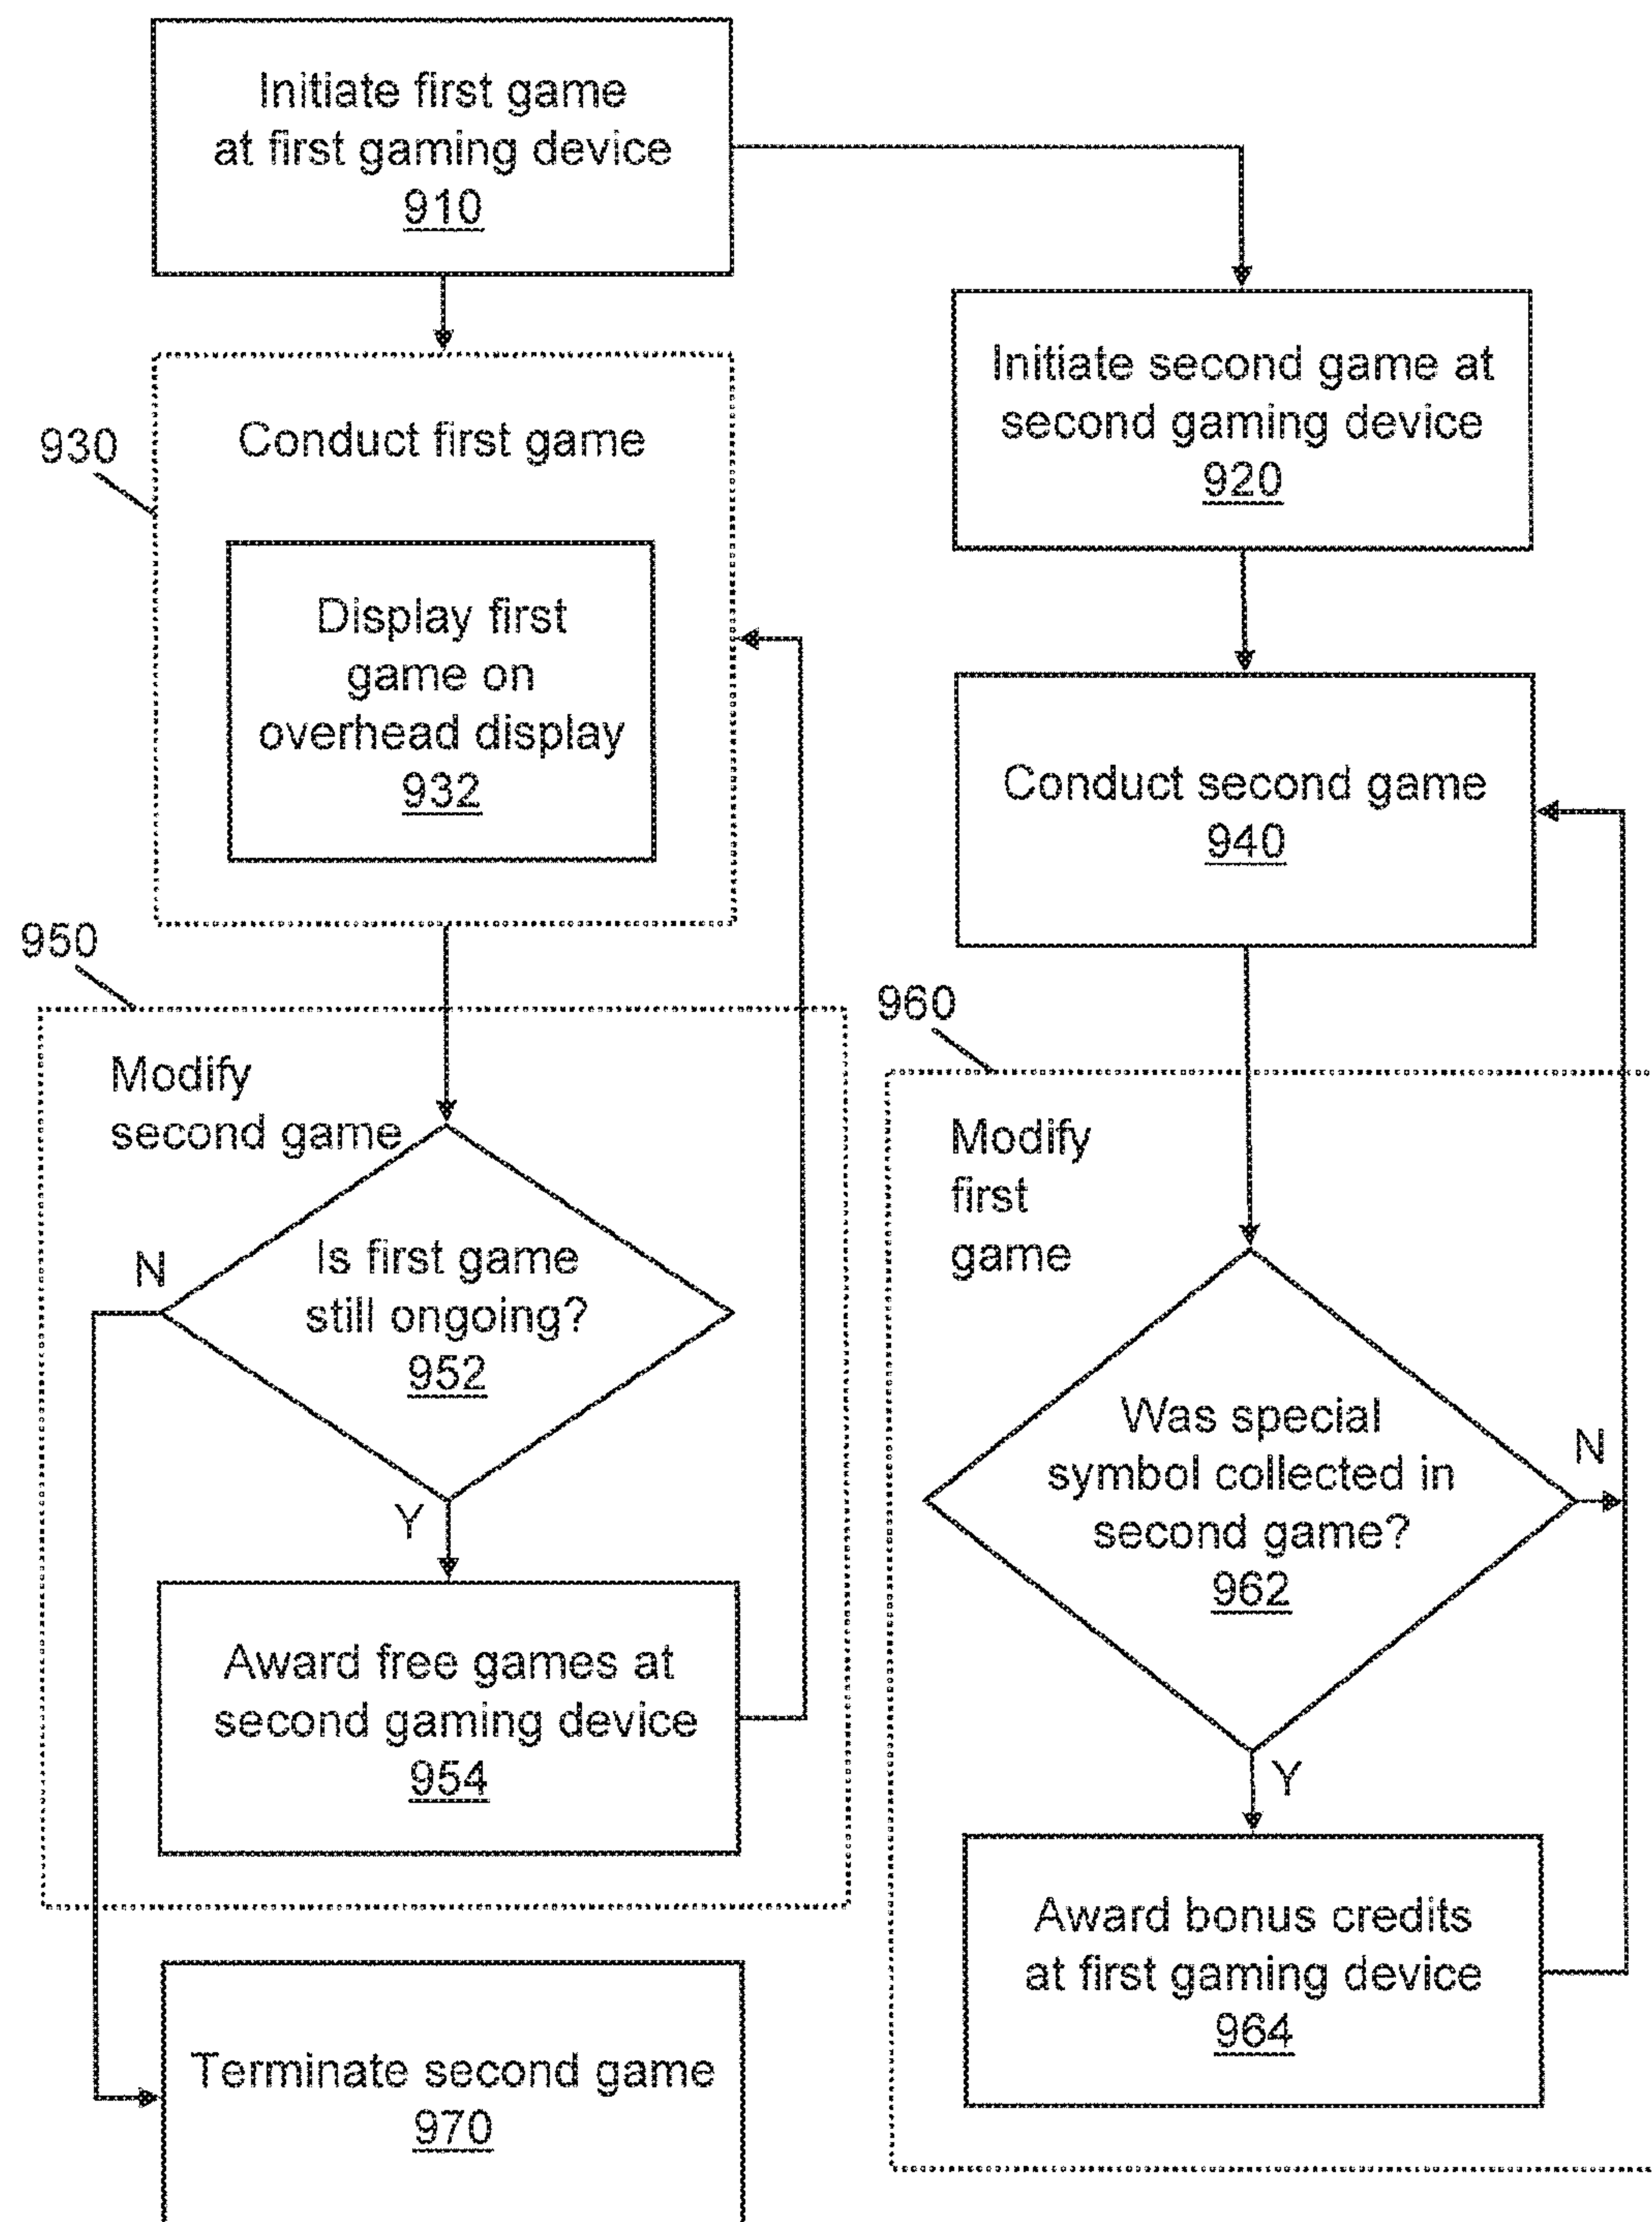 Initiate first game
at first gaming device
910
Initiate second game at
second gaming device
920
930
Conduct first game
Display first
game on
overhead display
932
Conduct second game
940
950
Modify
second game
Is first game
still ongoing?
952
N
Y
Award free games at
second gaming device
954
960
Modify
first
game
Was special
symbol collected in
second game?
962
N
Y
Award bonus credits
at first gaming device
964
Terminate second game
970